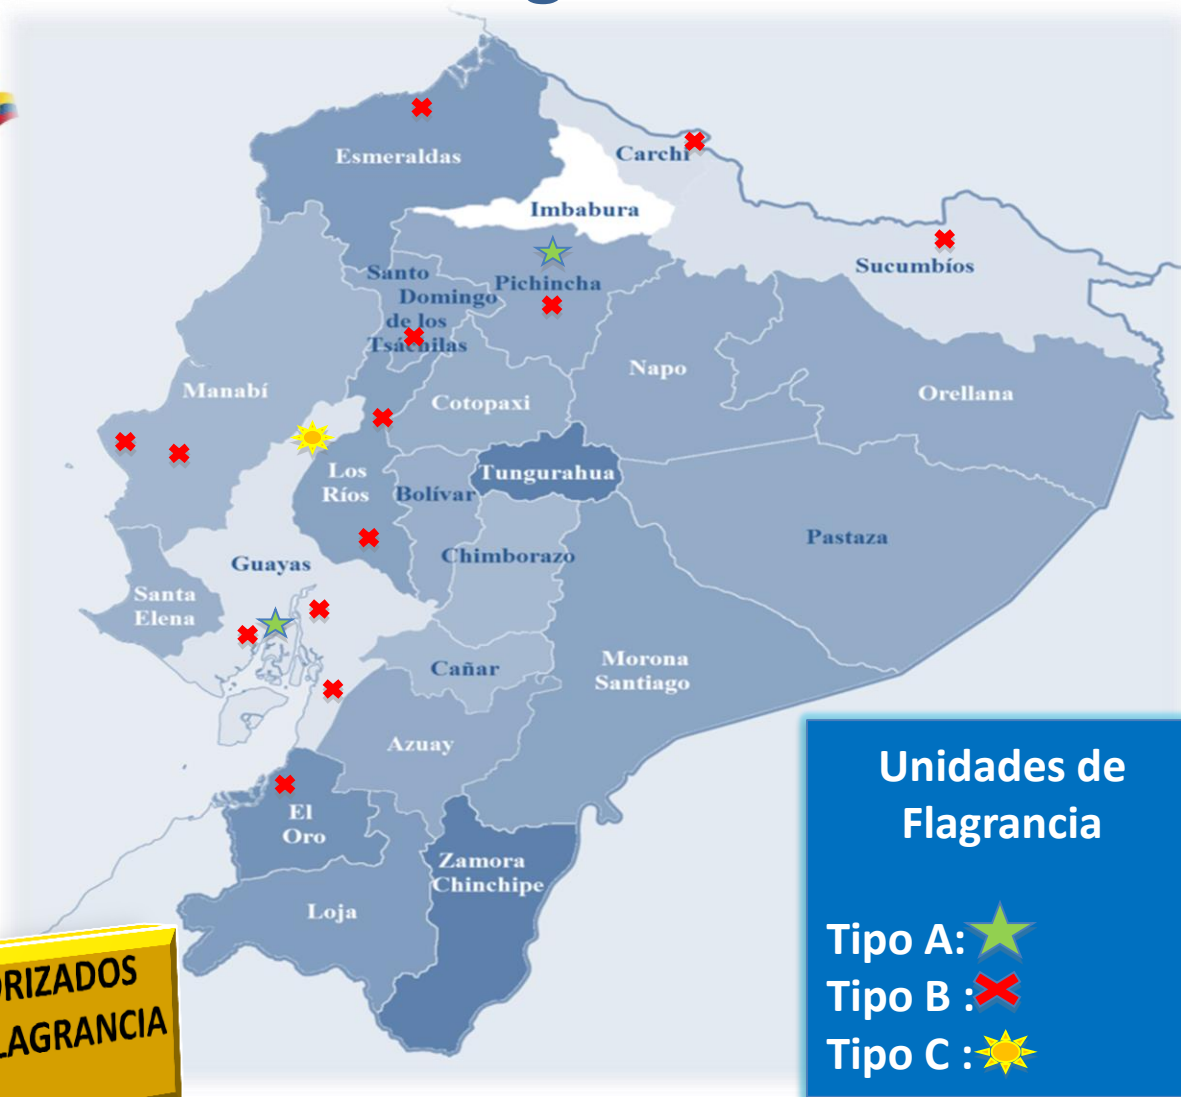 Esmeraldas
Carchi
Imbabura
Sucumbíos
Santo
Domingo
de los
Tsáchilas
Pichincha
Napo
Orellana
Manabí
Cotopaxi
Los
Ríos
Bolívar
Tungurahua
Pastaza
Guayas
Chimborazo
Santa
Elena
Morona
Santiago
Cañar
Azuay
El
Oro
Zamora
Chinchipe
Loja
Unidades de
Flagrancia
Tipo A:
Tipo B :
Tipo C :
ORIZADOS
LAGRANCIA